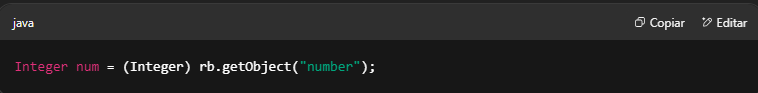 java
Copiar
Editar
Integer num = (Integer) rb.getObject("number");